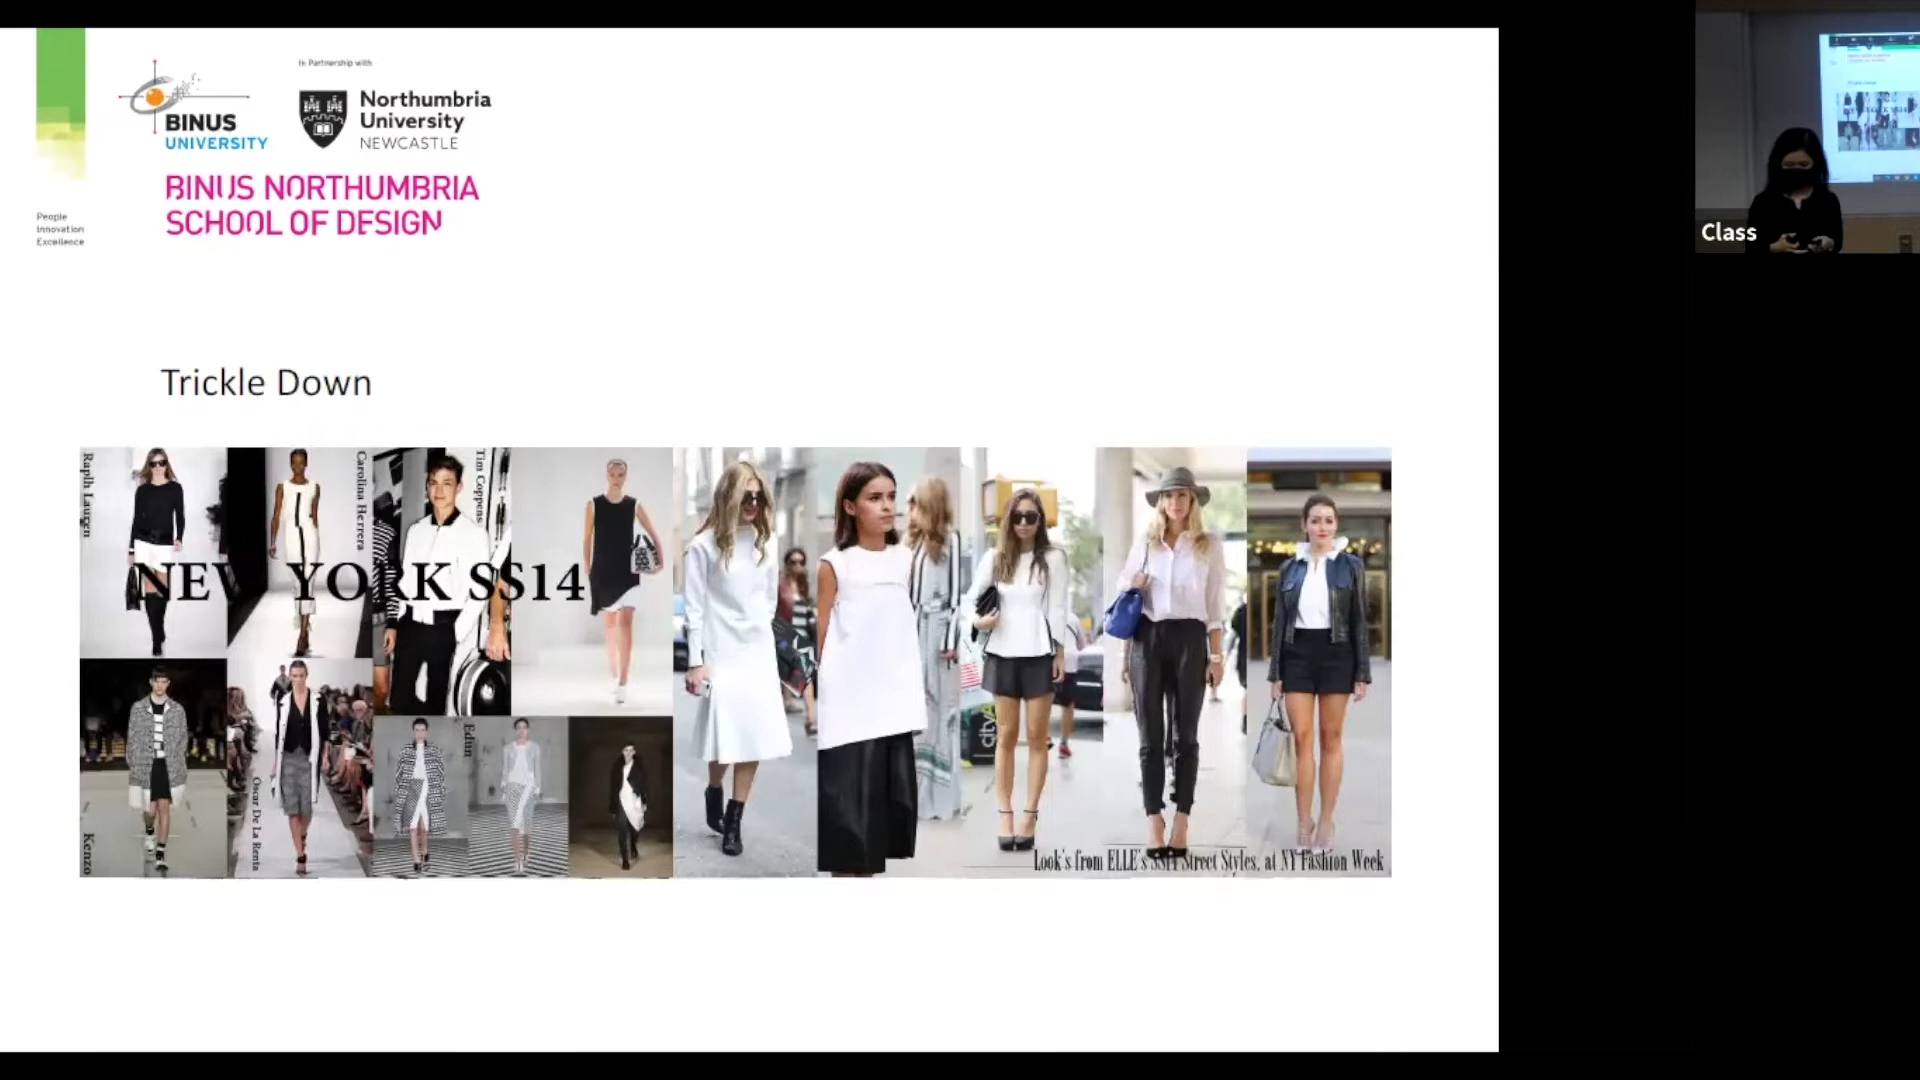 In Partnership with
BINUS
UNIVERSITY
Northumbria
University
NEWCASTLE
BINUS NORTHUMBRIA
SCHOOL OF DESIGN
People
Innovation
Excellence
Class
Trickle Down
Raplh Lauren
Carolina Herrera
Tim Coppens
NEW YORK SS14
Kenzo
Oscar De La Renta
Edun
city
Look's from ELLE's SS14 Street Styles, at NY Fashion Week